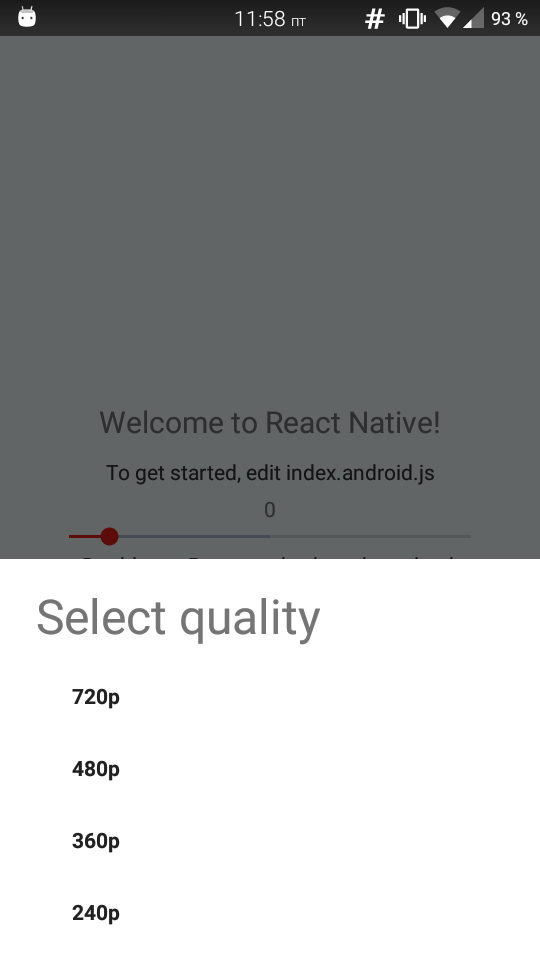 11:58 пт
93 %
Welcome to React Native!
To get started, edit index.android.js
0
Select quality
720p
480p
360p
240p